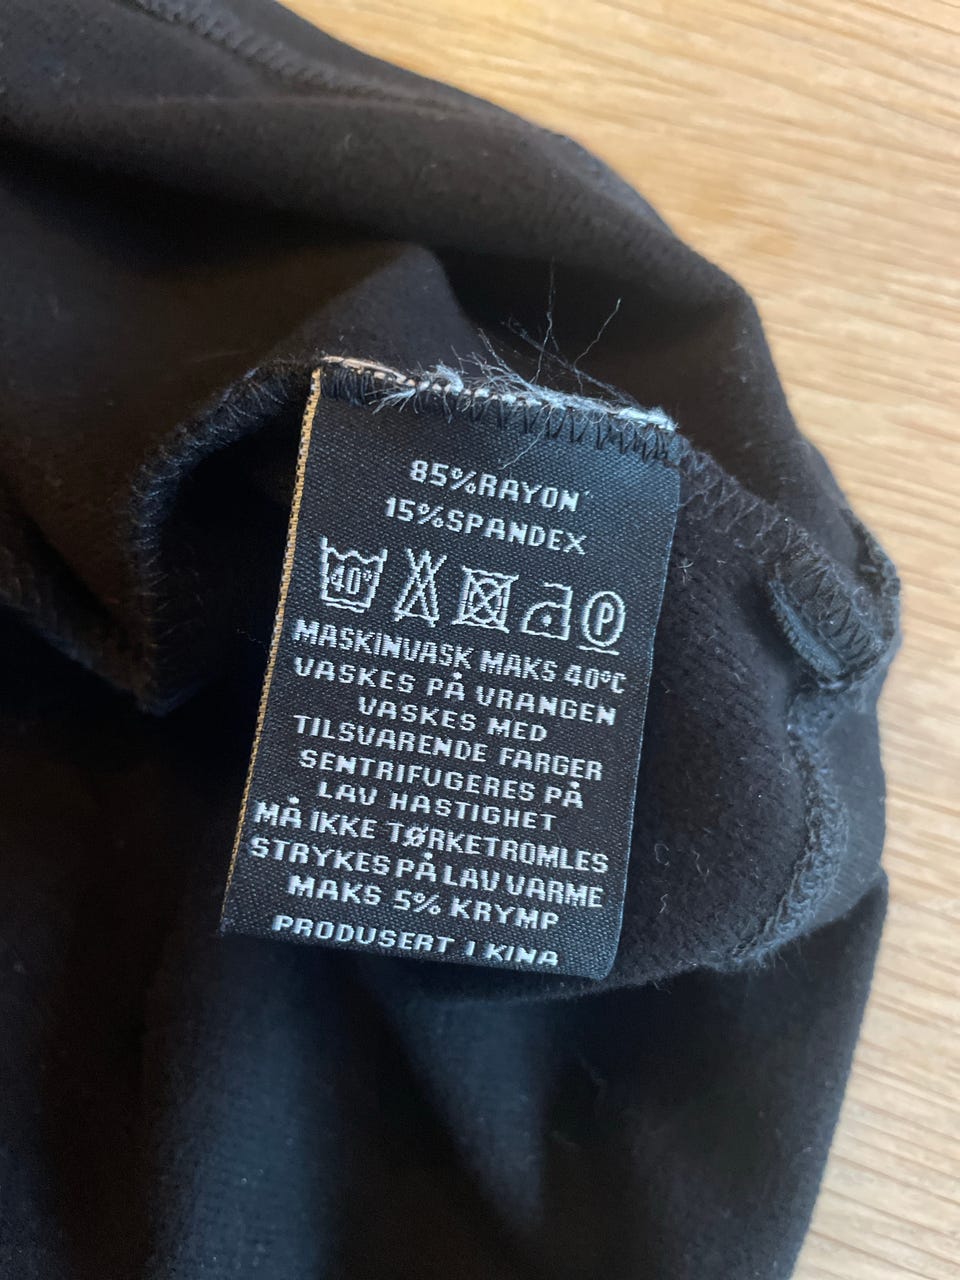 85%RAYON
15%SPANDEX
40° P
MASKINVASK MAKS 40°C
VASKES PÅ VRANGEN
VASKES MED
TILSVARENDE FARGER
SENTRIFUGERES PÅ
LAV HASTIGHET
MÅ IKKE TØRKETROMLES
STRYKES PÅ LAV VARME
MAKS 5% KRYMP
PRODUSERT I KINA